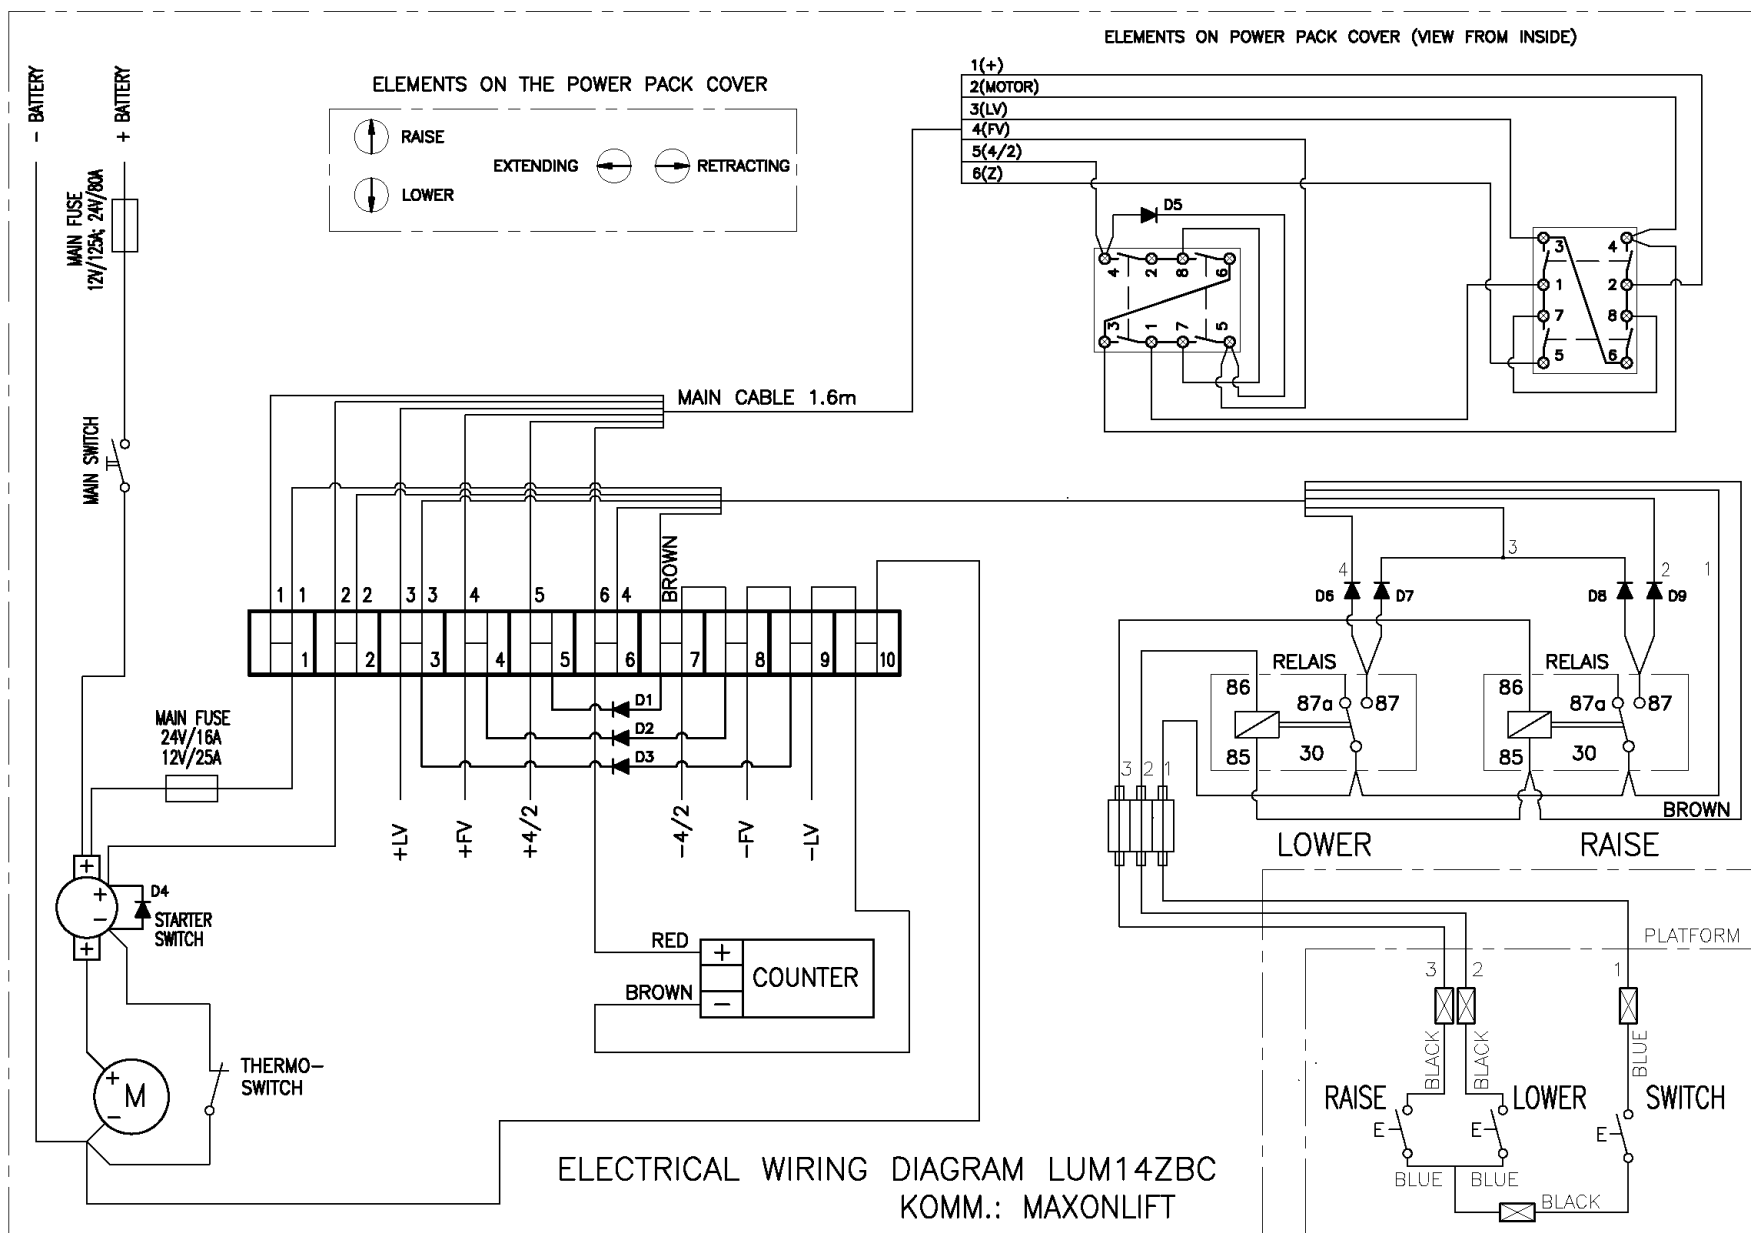 ELEMENTS ON POWER PACK COVER (VIEW FROM INSIDE)
- BATTERY
+ BATTERY
ELEMENTS ON THE POWER PACK COVER
RAISE
EXTENDING
RETRACTING
LOWER
1(+)
2(MOTOR)
3(LV)
4(FV)
5(4/2)
6(Z)
MAIN FUSE
12V/125A; 24V/80A
D5
4 2 8 6
3 1 7 5
3 4
1 2
7 8
5 6
MAIN CABLE 1.6m
MAIN SWITCH
BROWN
1 1 2 2 3 3 4 5 6 4
1 2 3 4 5 6 7 8 9 10
D1
D2
D3
MAIN FUSE
24V/16A
12V/25A
+LV
+FV
+4/2
-4/2
-FV
-LV
3
4 2 1
D6 D7 D8 D9
RELAIS
86
87a 87
85
30
RELAIS
86
87a 87
85
30
BROWN
3 2 1
LOWER
RAISE
+
+
-
+
D4
STARTER
SWITCH
RED
BROWN
+
-
COUNTER
+
M
-
THERMO-
SWITCH
PLATFORM
3 2 1
BLACK
BLACK
BLUE
RAISE
LOWER
SWITCH
E
E
E
BLUE
BLUE
BLACK
ELECTRICAL WIRING DIAGRAM LUM14ZBC
KOMM.: MAXONLIFT